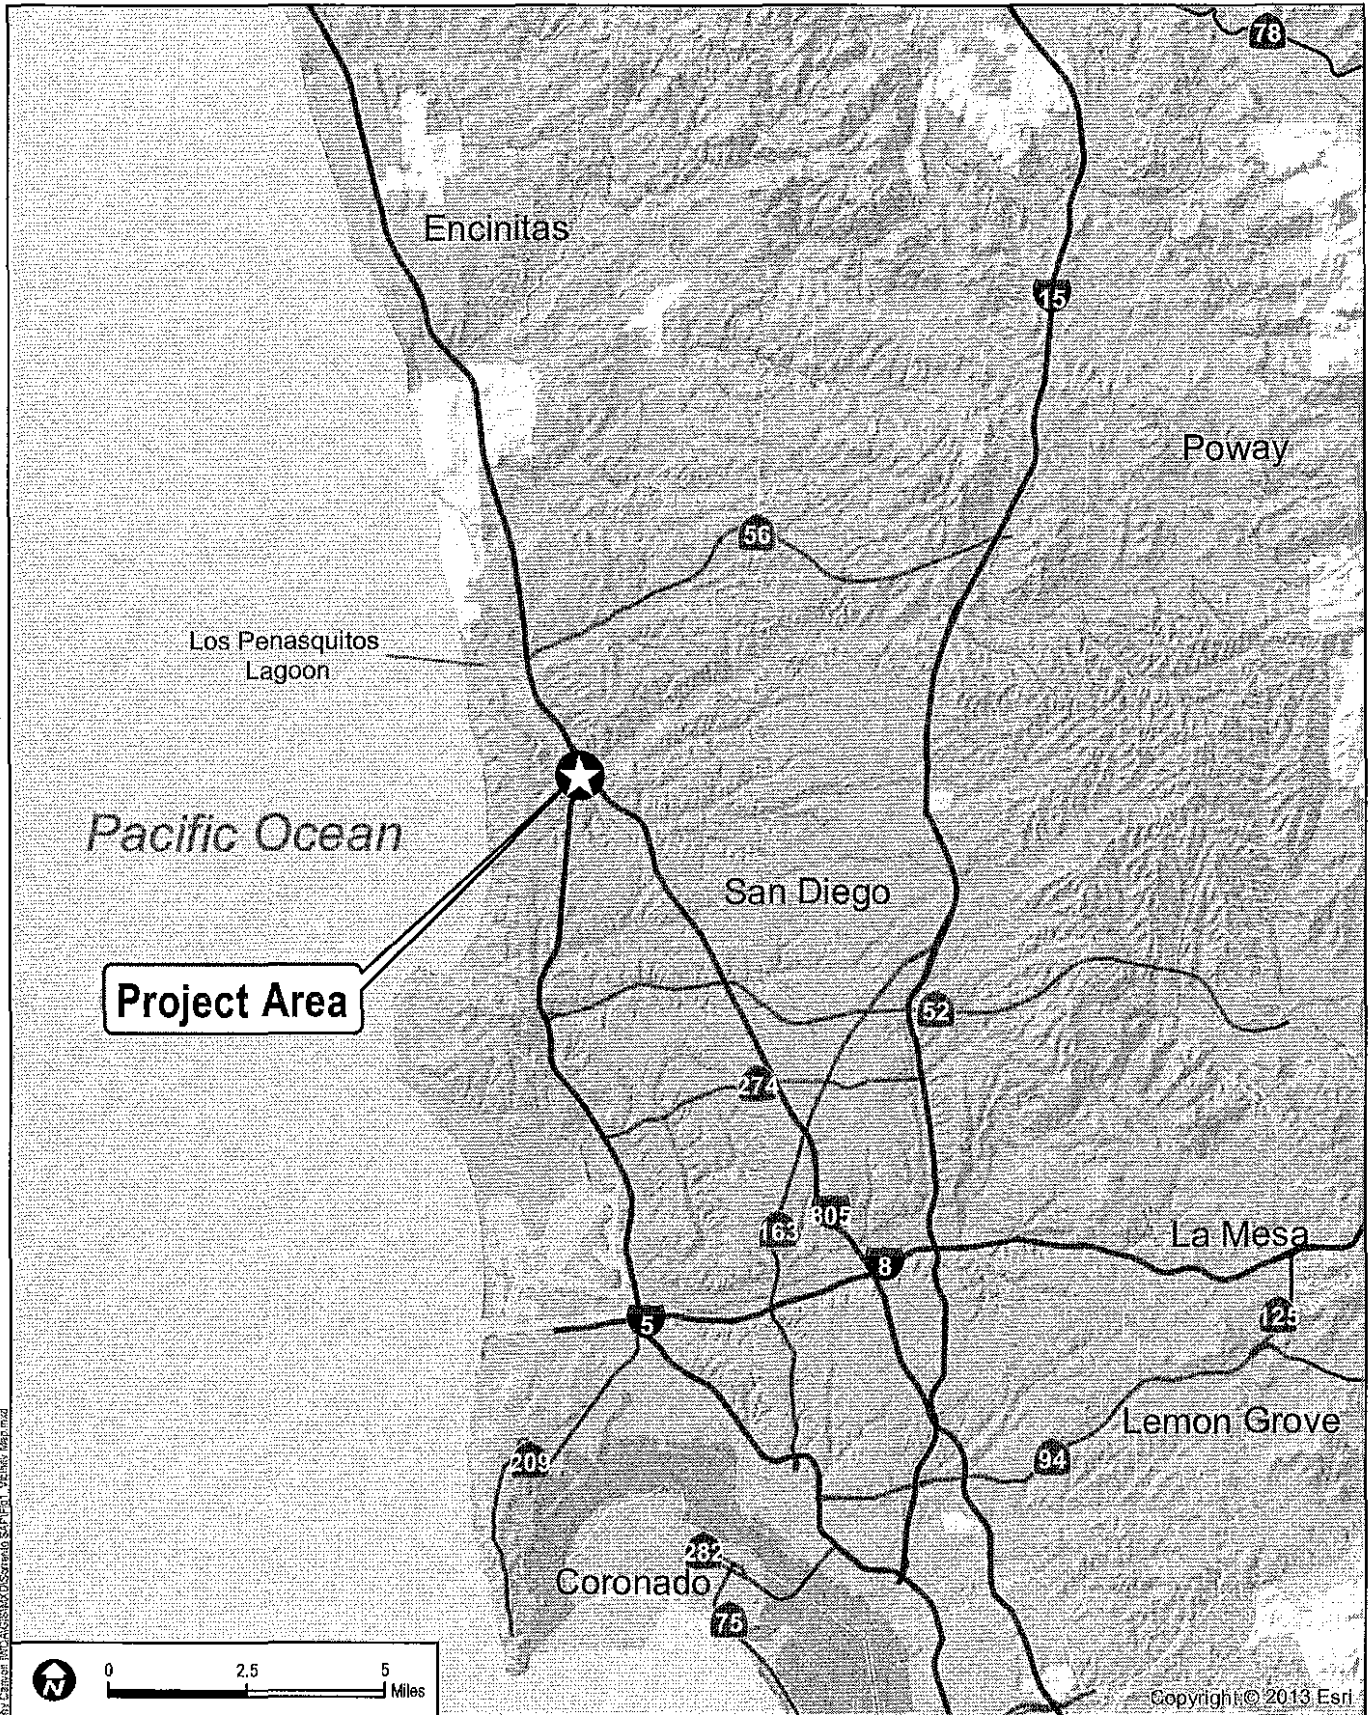 78
Encinitas
15
Poway
56
Los Penasquitos
Lagoon
Pacific Ocean
San Diego
Project Area
52
274
805
163
La Mesa
8
5
125
Lemon Grove
209
94
282
Coronado
75
N
0 2.5 5
Miles
Copyright:© 2013 Esri